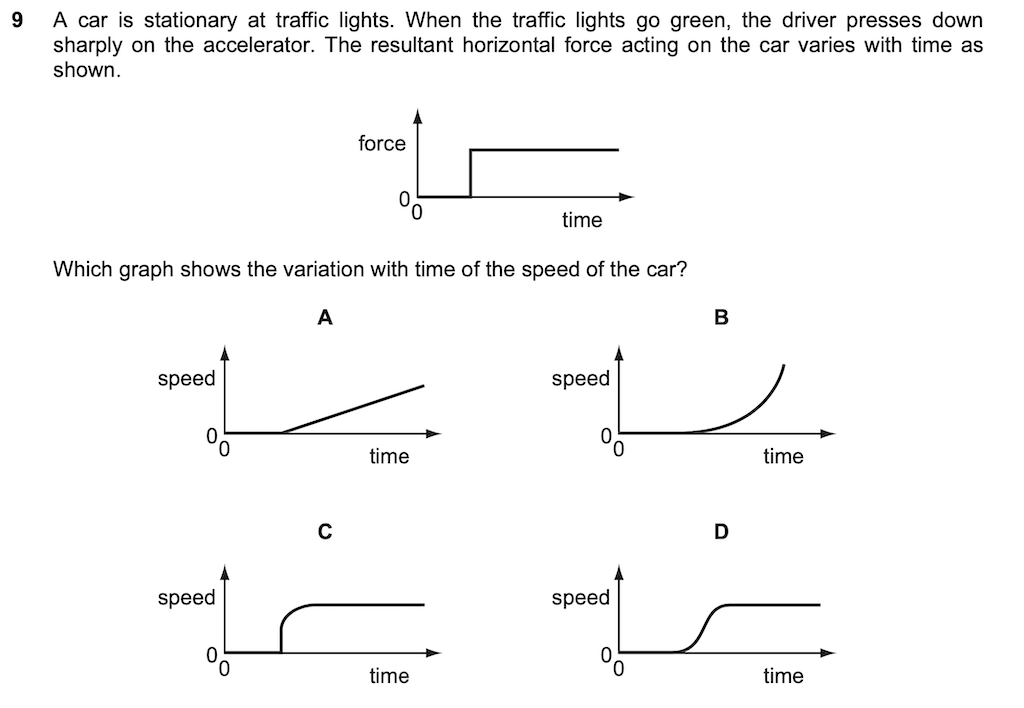 9 A car is stationary at traffic lights. When the traffic lights go green, the driver presses down
sharply on the accelerator. The resultant horizontal force acting on the car varies with time as
shown.
force
0
0
time
Which graph shows the variation with time of the speed of the car?
A
B
speed
0
0
time
speed
0
0
time
C
D
speed
0
0
time
speed
0
0
time